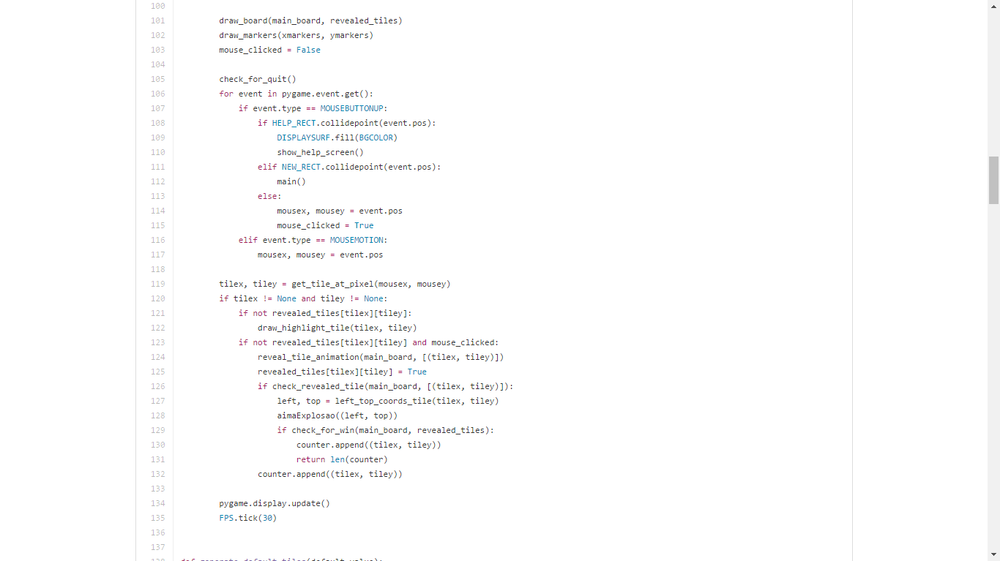 100
101 draw_board(main_board, revealed_tiles)
102 draw_markers(xmarkers, ymarkers)
103 mouse_clicked = False
104
105 check_for_quit()
106 for event in pygame.event.get():
107 if event.type == MOUSEBUTTONUP:
108 if HELP_RECT.collidepoint(event.pos):
109 DISPLAYSURF.fill(BGCOLOR)
110 show_help_screen()
111 elif NEW_RECT.collidepoint(event.pos):
112 main()
113 else:
114 mousex, mousey = event.pos
115 mouse_clicked = True
116 elif event.type == MOUSEMOTION:
117 mousex, mousey = event.pos
118
119 tilex, tiley = get_tile_at_pixel(mousex, mousey)
120 if tilex != None and tiley != None:
121 if not revealed_tiles[tilex][tiley]:
122 draw_highlight_tile(tilex, tiley)
123 if not revealed_tiles[tilex][tiley] and mouse_clicked:
124 reveal_tile_animation(main_board, [(tilex, tiley)])
125 revealed_tiles[tilex][tiley] = True
126 if check_revealed_tile(main_board, [(tilex, tiley)]):
127 left, top = left_top_coords_tile(tilex, tiley)
128 aimaExplosao((left, top))
129 if check_for_win(main_board, revealed_tiles):
130 counter.append((tilex, tiley))
131 return len(counter)
132 counter.append((tilex, tiley))
133
134 pygame.display.update()
135 FPS.tick(30)
136
137
138 def generate_default_tiles(default_value):